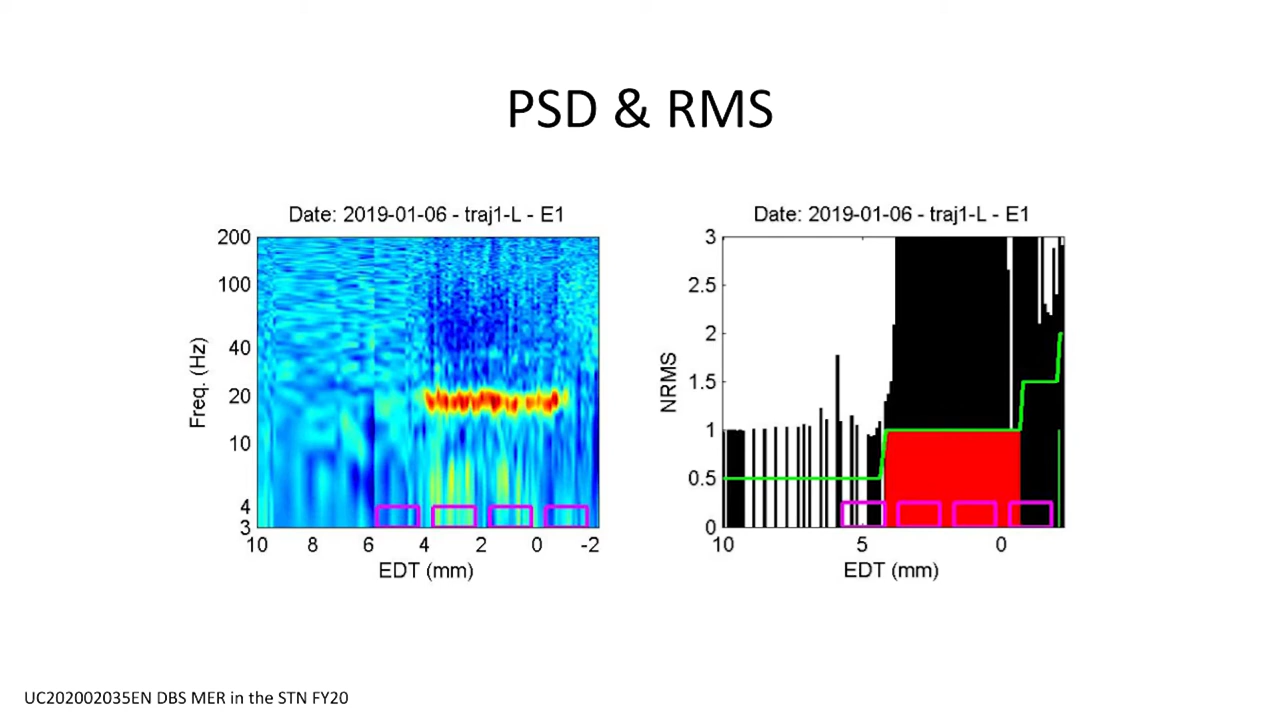 PSD & RMS
Date: 2019-01-06 - traj1-L - E1
200
100
40
20
10
4
3
Freq. (Hz)
10 8 6 4 2 0 -2
EDT (mm)
Date: 2019-01-06 - traj1-L - E1
3
2.5
2
1.5
1
0.5
0
NRMS
10 5 0
EDT (mm)
UC202002035EN DBS MER in the STN FY20